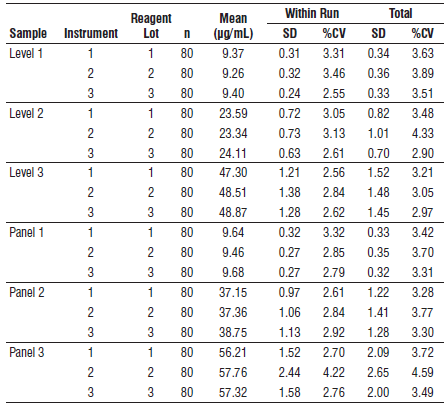 Within Run Total
Reagent Mean
Sample Instrument Lot n (µg/mL) SD %CV SD %CV
Level 1 1 1 80 9.37 0.31 3.31 0.34 3.63
2 2 80 9.26 0.32 3.46 0.36 3.89
3 3 80 9.40 0.24 2.55 0.33 3.51
Level 2 1 1 80 23.59 0.72 3.05 0.82 3.48
2 2 80 23.34 0.73 3.13 1.01 4.33
3 3 80 24.11 0.63 2.61 0.70 2.90
Level 3 1 1 80 47.30 1.21 2.56 1.52 3.21
2 2 80 48.51 1.38 2.84 1.48 3.05
3 3 80 48.87 1.28 2.62 1.45 2.97
Panel 1 1 1 80 9.64 0.32 3.32 0.33 3.42
2 2 80 9.46 0.27 2.85 0.35 3.70
3 3 80 9.68 0.27 2.79 0.32 3.31
Panel 2 1 1 80 37.15 0.97 2.61 1.22 3.28
2 2 80 37.36 1.06 2.84 1.41 3.77
3 3 80 38.75 1.13 2.92 1.28 3.30
Panel 3 1 1 80 56.21 1.52 2.70 2.09 3.72
2 2 80 57.76 2.44 4.22 2.65 4.59
3 3 80 57.32 1.58 2.76 2.00 3.49